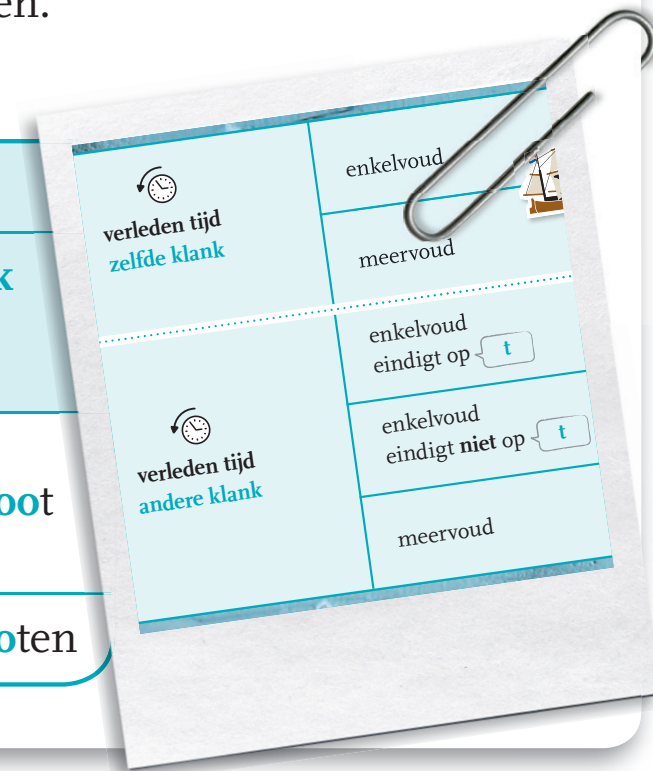 en.
k
oot
oten
verleden tijd
zelfde klank
enkelvoud
meervoud
verleden tijd
andere klank
enkelvoud
eindigt op t
enkelvoud
eindigt niet op t
meervoud